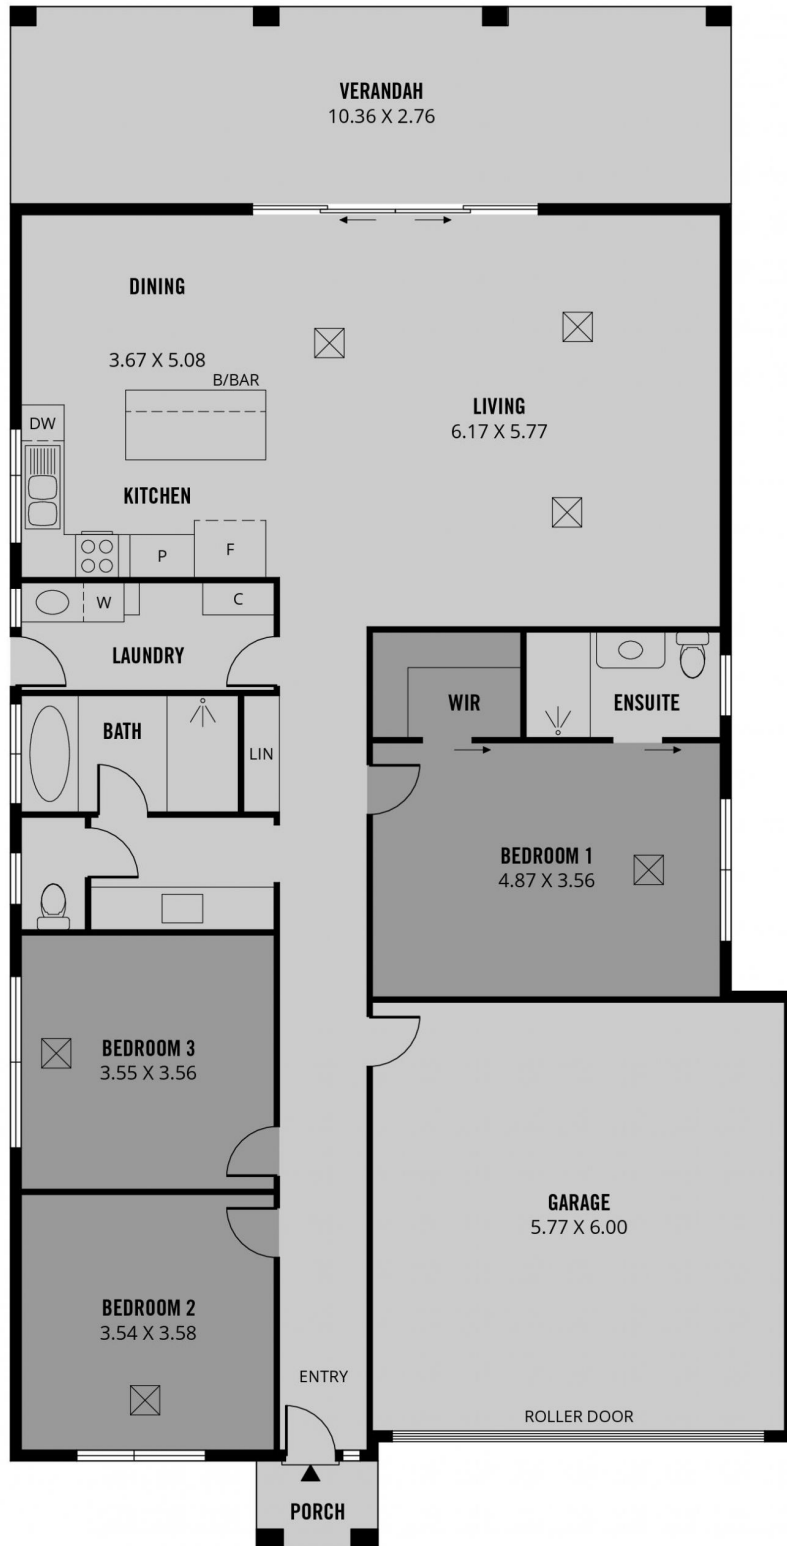 VERANDAH
10.36 X 2.76
DINING
3.67 X 5.08
B/BAR
LIVING
6.17 X 5.77
DW
KITCHEN
P
F
W
C
LAUNDRY
WIR
ENSUITE
BATH
LIN
BEDROOM 1
4.87 X 3.56
BEDROOM 3
3.55 X 3.56
GARAGE
5.77 X 6.00
BEDROOM 2
3.54 X 3.58
ENTRY
ROLLER DOOR
PORCH